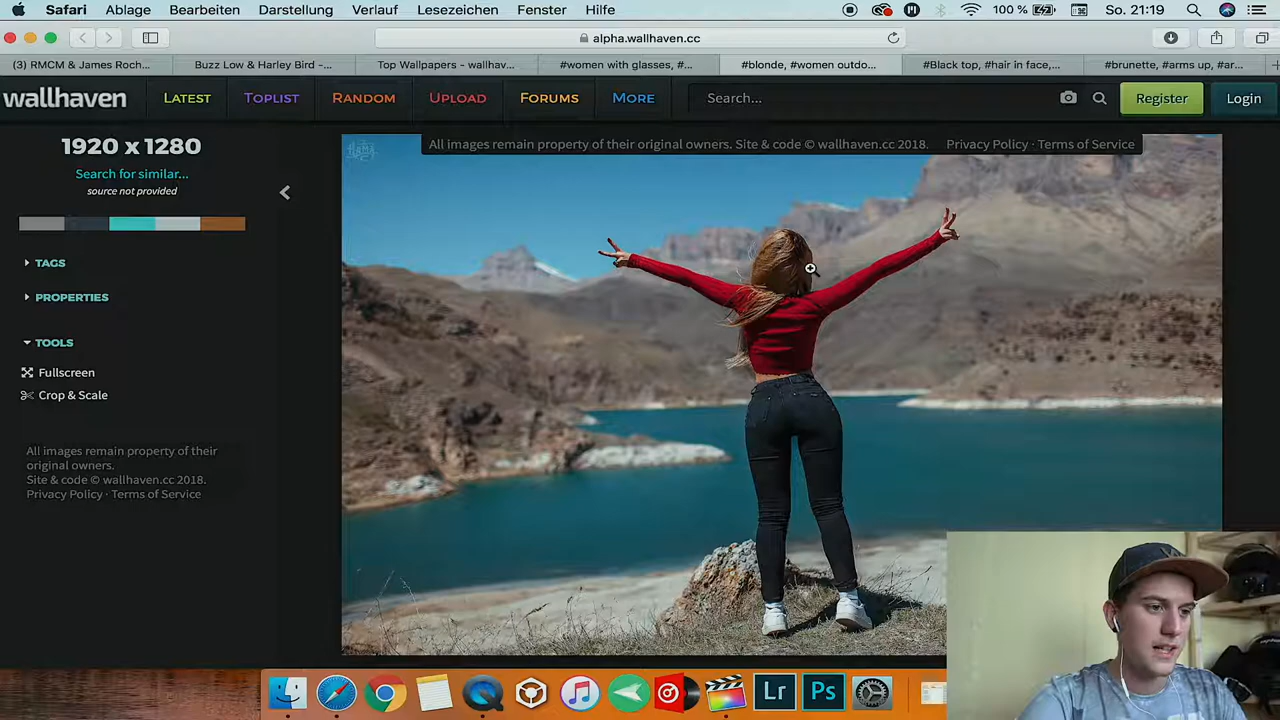 Safari Ablage Bearbeiten Darstellung Verlauf Lesezeichen Fenster Hilfe 100 % So. 21:19
alpha.wallhaven.cc
(3) RMCM & James Roch... Buzz Low & Harley Bird -... Top Wallpapers - wallhav... #women with glasses, #... #blonde, #women outdo... #Black top, #hair in face,... #brunette, #arms up, #ar...
wallhaven LATEST TOPLIST RANDOM UPLOAD FORUMS MORE Search... Register Login
1920 x 1280
Search for similar...
source not provided
All images remain property of their original owners. Site & code © wallhaven.cc 2018. Privacy Policy · Terms of Service
TAGS
PROPERTIES
TOOLS
Fullscreen
Crop & Scale
All images remain property of their
original owners.
Site & code © wallhaven.cc 2018.
Privacy Policy · Terms of Service
Lr Ps